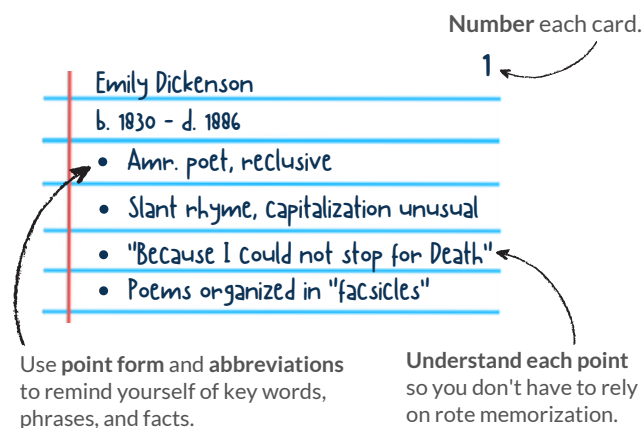 Number each card.
1
Emily Dickenson
b. 1830 - d. 1886
• Amr. poet, reclusive
• Slant rhyme, capitalization unusual
• "Because I could not stop for Death"
• Poems organized in "facsicles"
Use point form and abbreviations
to remind yourself of key words,
phrases, and facts.
Understand each point
so you don't have to rely
on rote memorization.